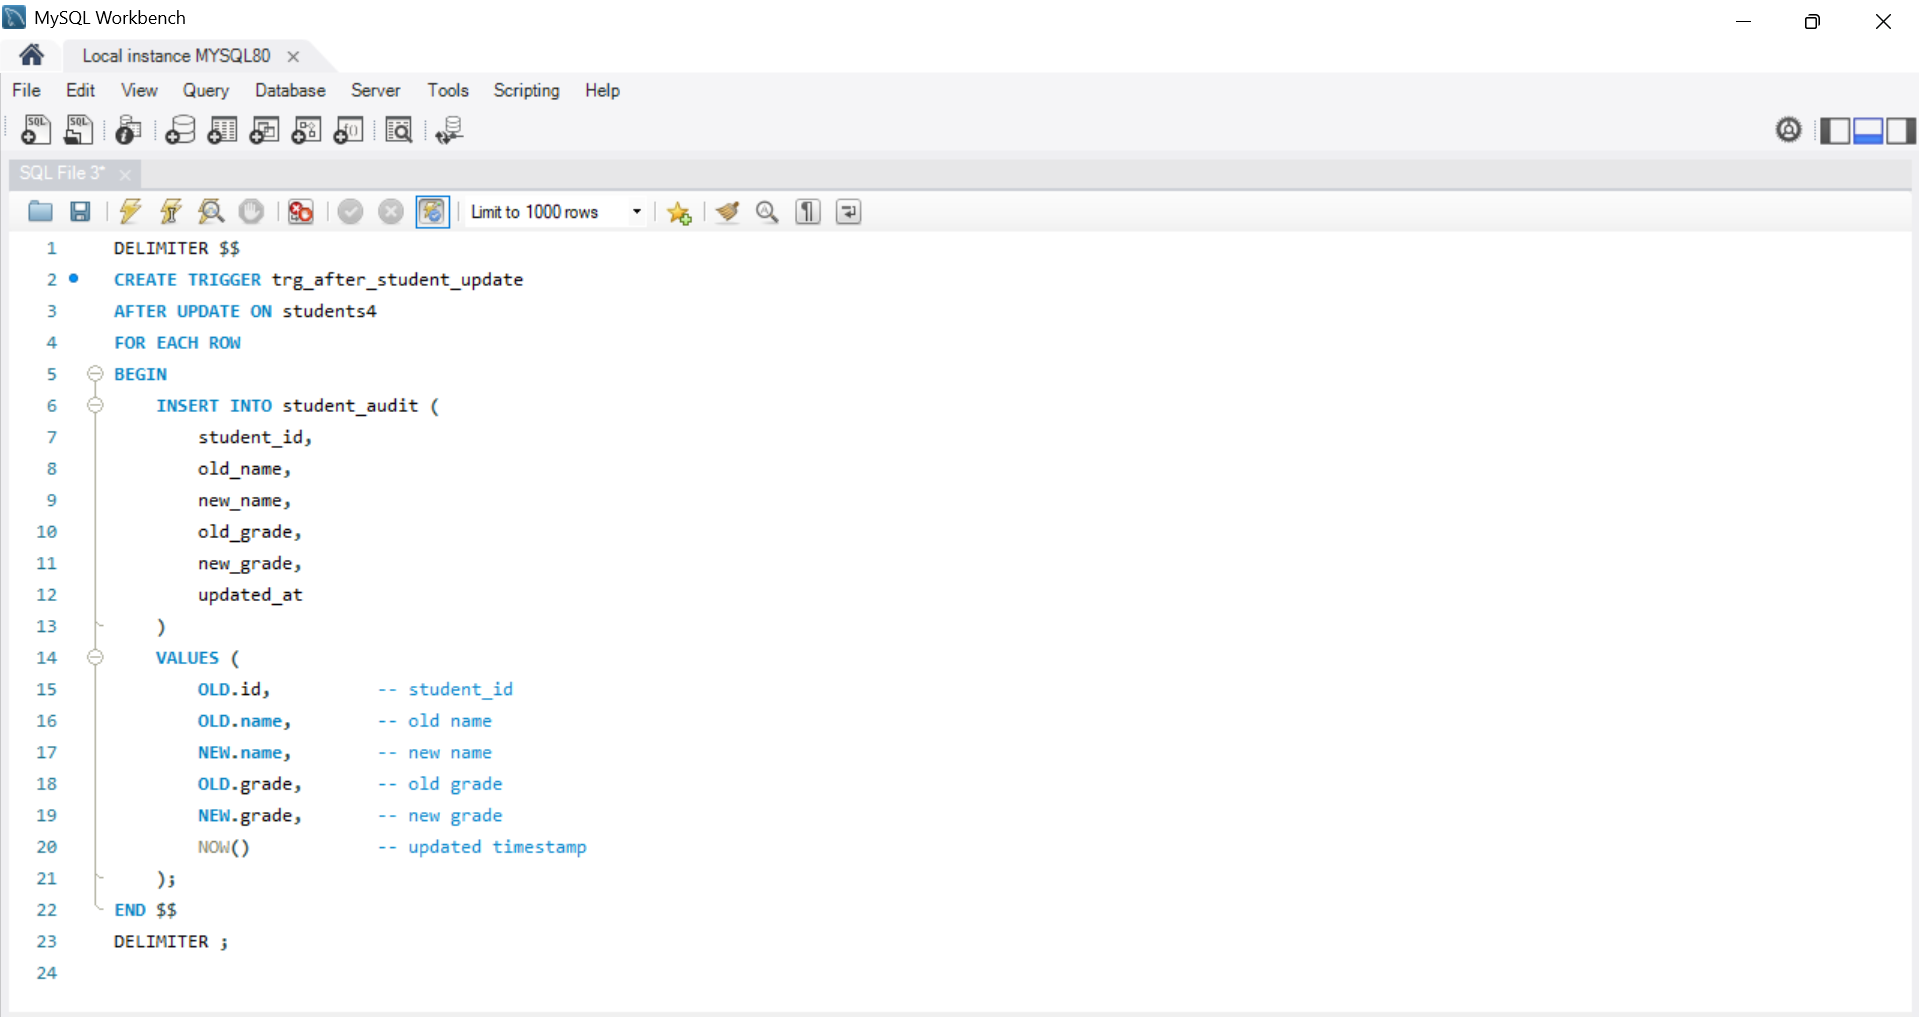 MySQL Workbench
Local instance MYSQL80
File Edit View Query Database Server Tools Scripting Help
SQL File 3*
Limit to 1000 rows
1 DELIMITER $$
2 CREATE TRIGGER trg_after_student_update
3 AFTER UPDATE ON students4
4 FOR EACH ROW
5 BEGIN
6 INSERT INTO student_audit (
7 student_id,
8 old_name,
9 new_name,
10 old_grade,
11 new_grade,
12 updated_at
13 )
14 VALUES (
15 OLD.id, -- student_id
16 OLD.name, -- old name
17 NEW.name, -- new name
18 OLD.grade, -- old grade
19 NEW.grade, -- new grade
20 NOW() -- updated timestamp
21 );
22 END $$
23 DELIMITER ;
24